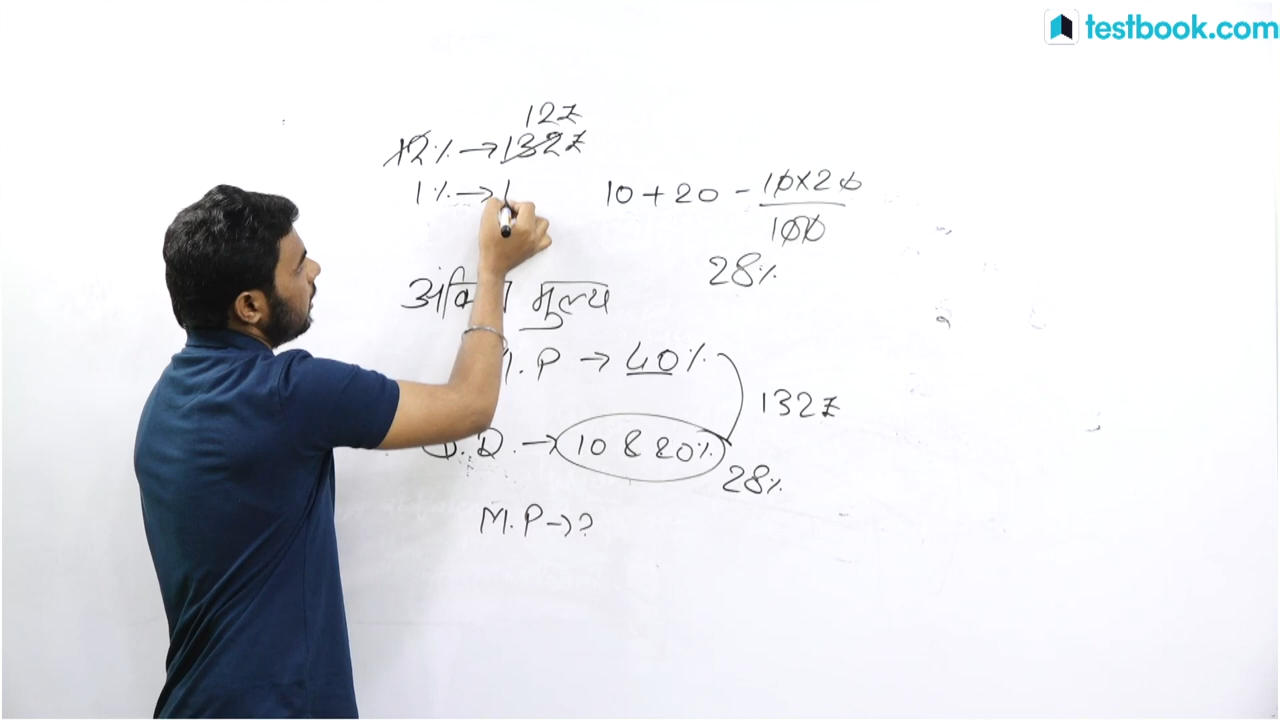 testbook.com
12₹
12% → 132₹
1% → 1
10 + 20 - 10×20
100
28%
मुल्य
.P → 40%
132₹
D. → 10 & 20%
28%
M.P → ?